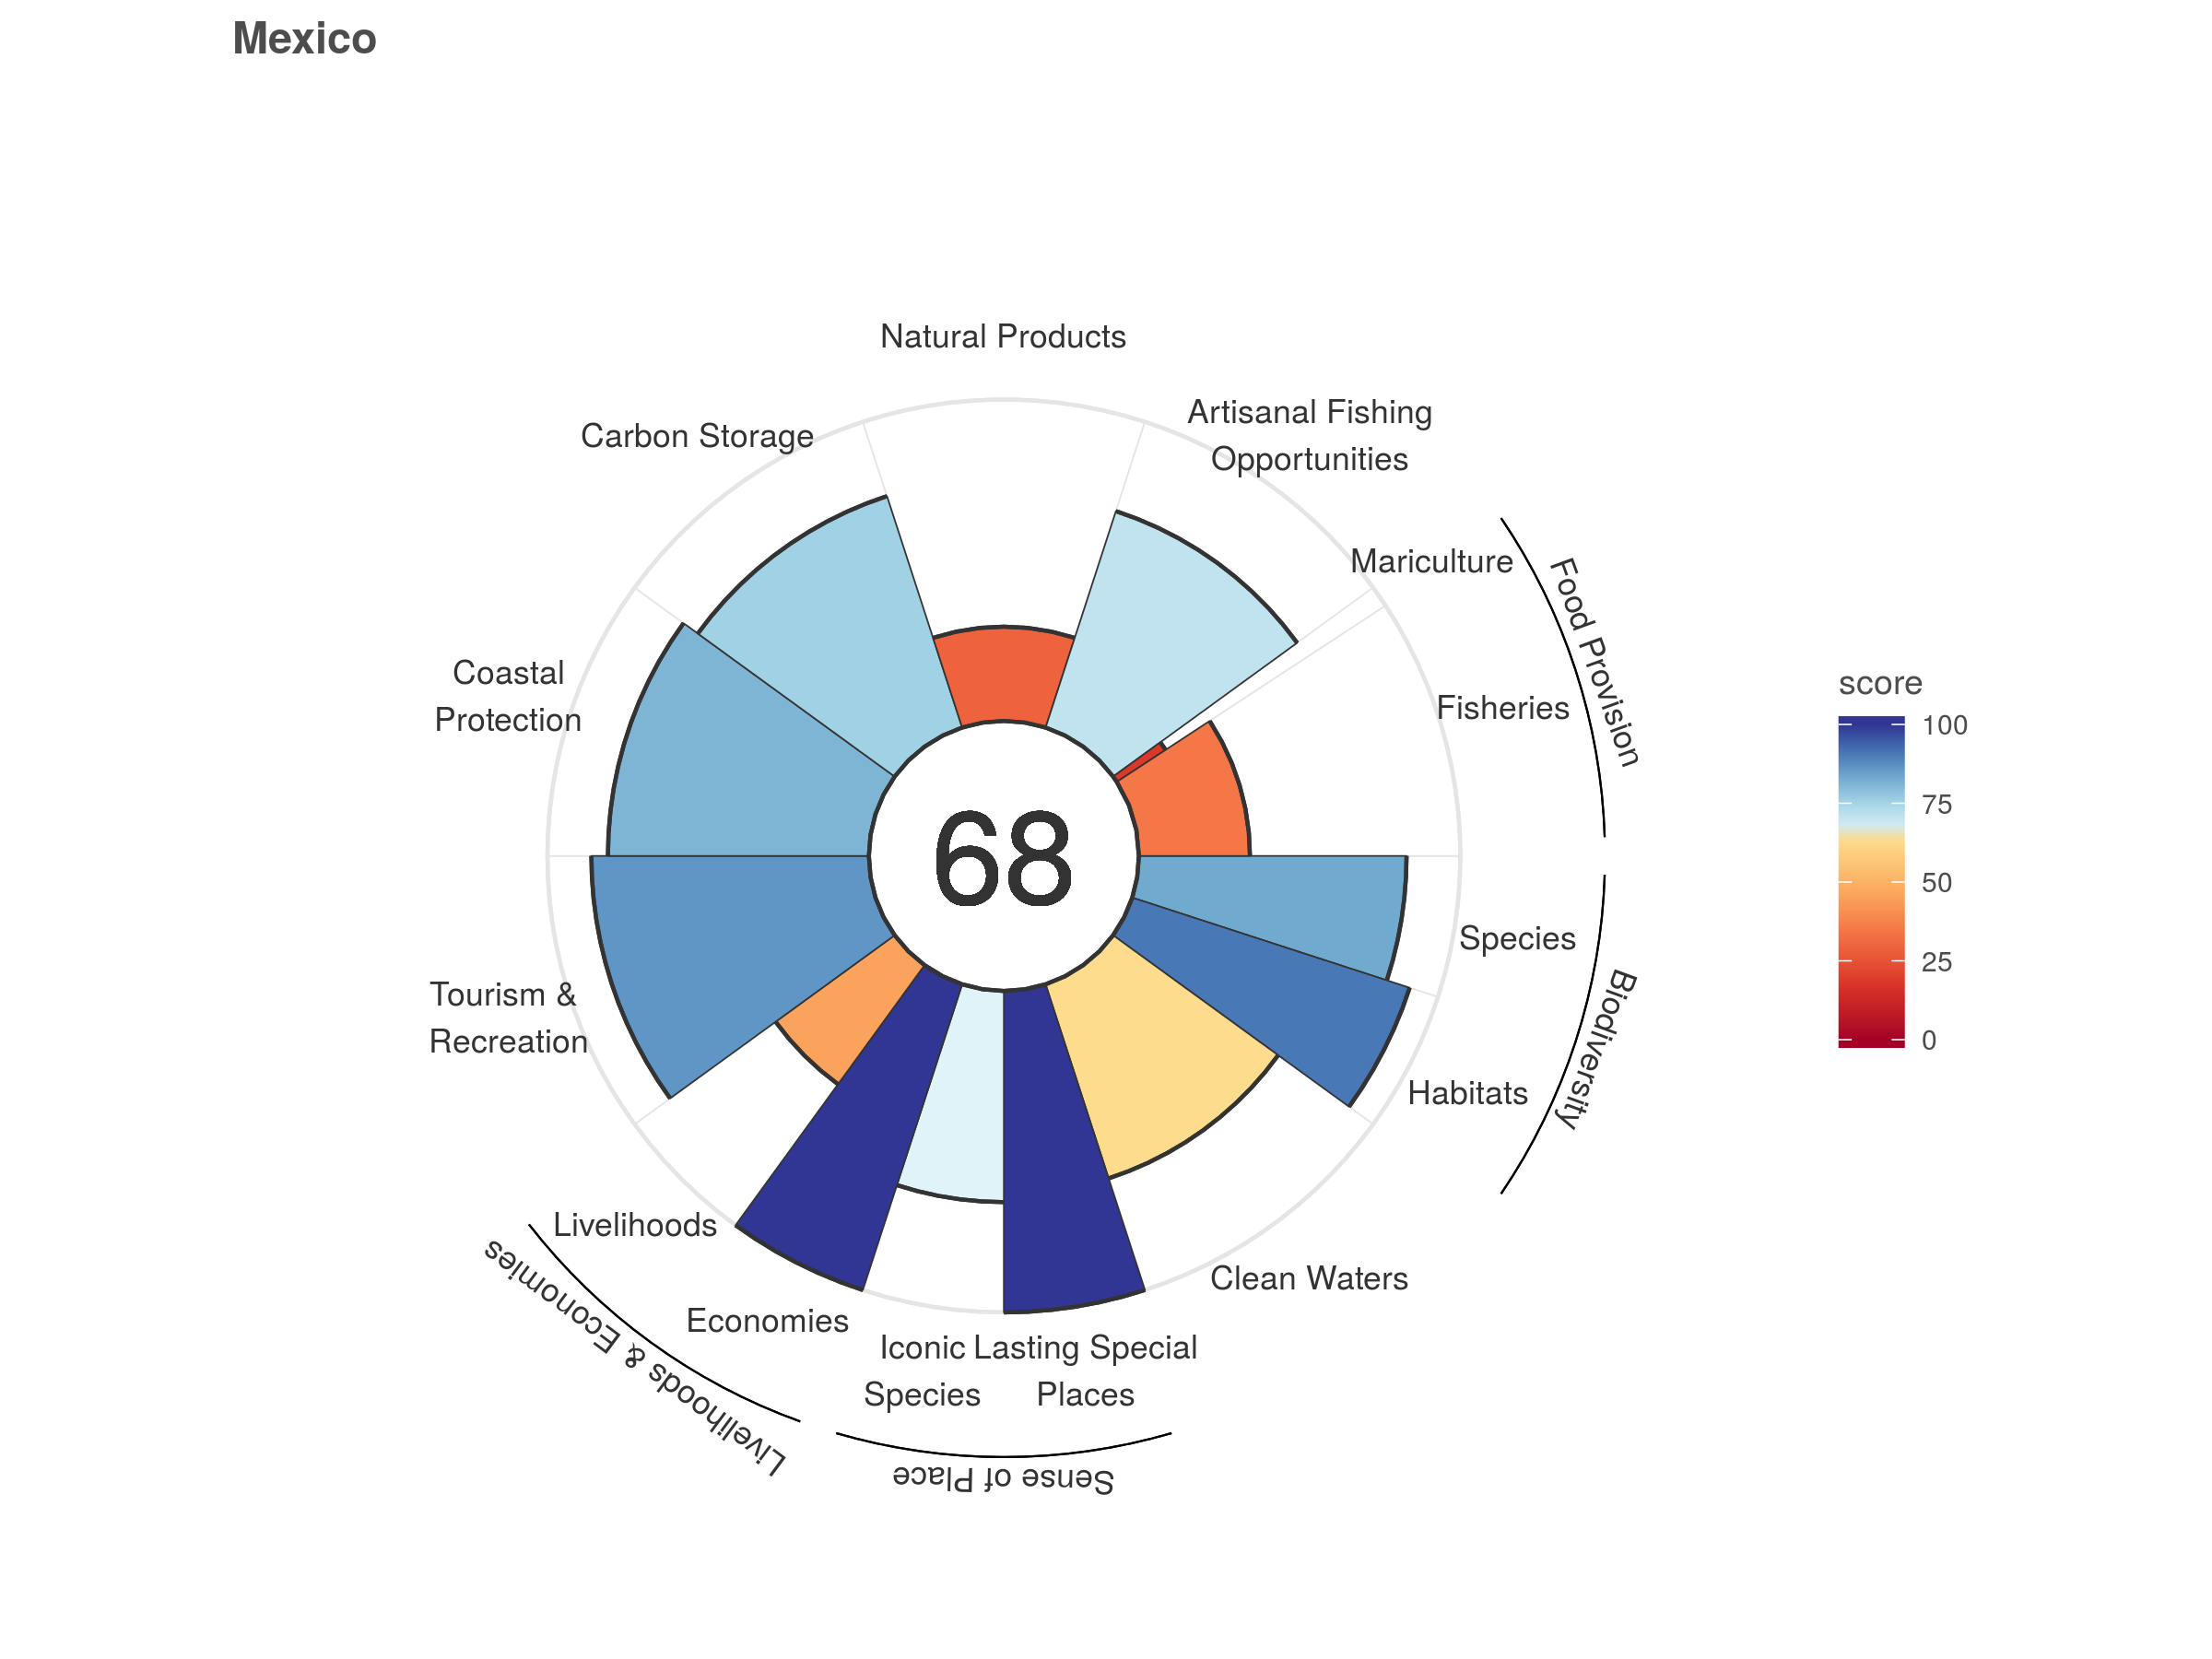 Mexico
Natural Products
Artisanal Fishing
Opportunities
Carbon Storage
Mariculture
Food Provision
Fisheries
Coastal
Protection
score
100
75
50
25
0
68
Species
Biodiversity
Tourism &
Recreation
Habitats
Livelihoods
Clean Waters
Economies
Livelihoods & Economies
Iconic
Species
Lasting Special
Places
Sense of Place